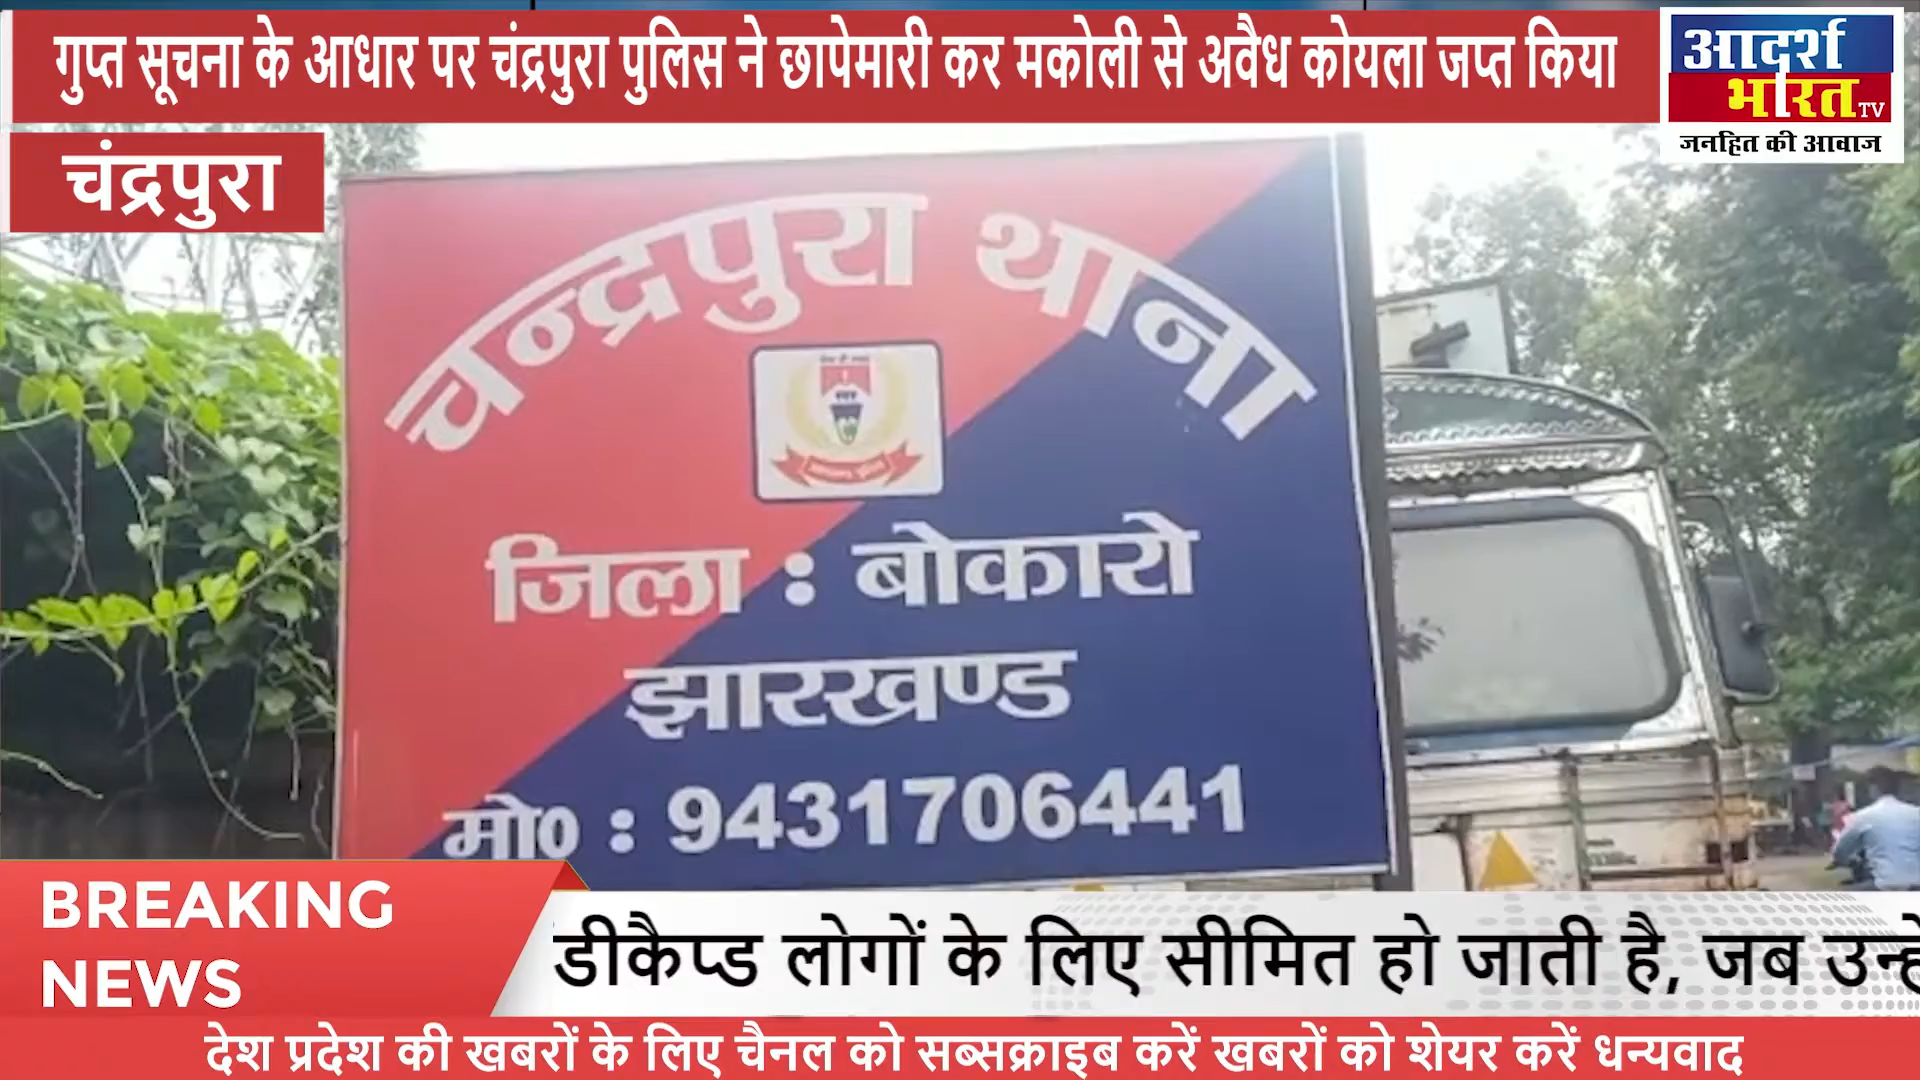 गुप्त सूचना के आधार पर चंद्रपुरा पुलिस ने छापेमारी कर मकोली से अवैध कोयला जप्त किया
आदर्श
भारत TV
जनहित की आवाज
चंद्रपुरा
चन्द्रपुरा थाना
जिला : बोकारो
झारखण्ड
मो० : 9431706441
BREAKING
NEWS
डीकैप्ड लोगों के लिए सीमित हो जाती है, जब उन्हे
देश प्रदेश की खबरों के लिए चैनल को सब्सक्राइब करें खबरों को शेयर करें धन्यवाद